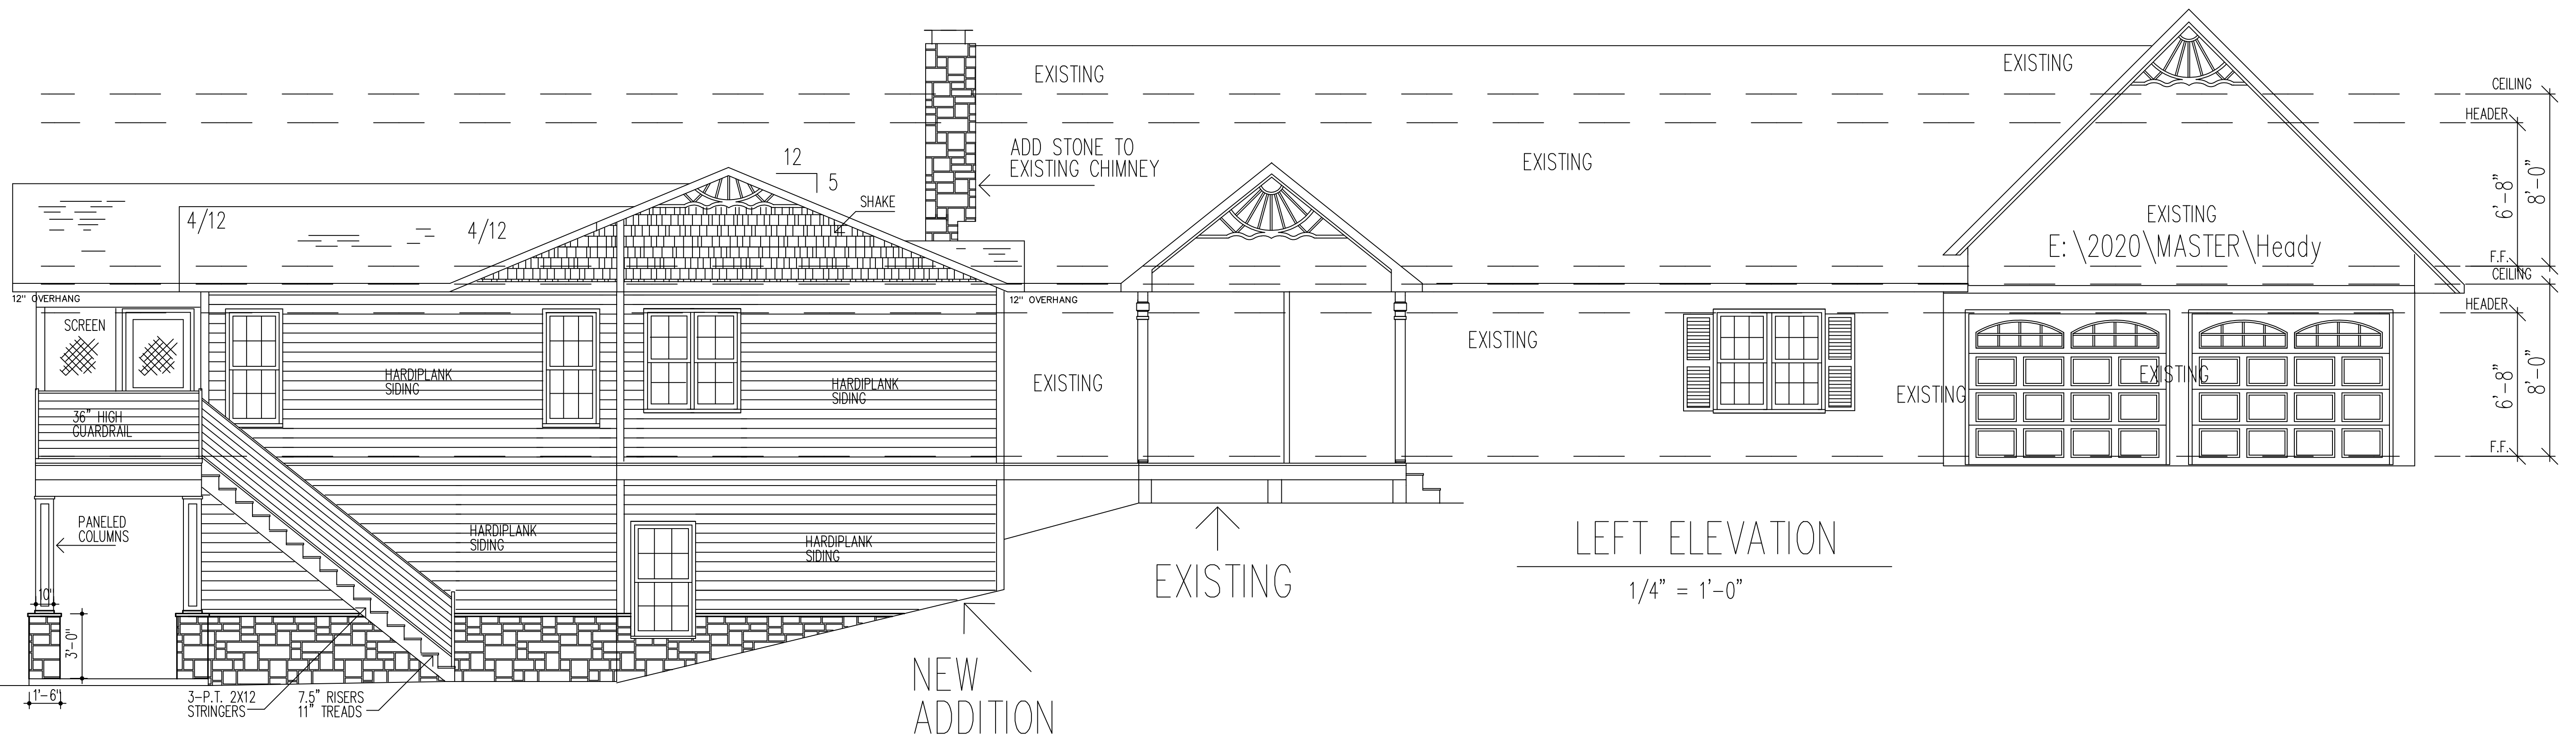 EXISTING
EXISTING
CEILING
HEADER
ADD STONE TO
EXISTING CHIMNEY
EXISTING
12
5
SHAKE
4/12
4/12
6'-8"
8'-0"
EXISTING
E:\2020\MASTER\Heady
F.F.
CEILING
12" OVERHANG
12" OVERHANG
HEADER
SCREEN
EXISTING
HARDIPLANK
SIDING
HARDIPLANK
SIDING
EXISTING
EXISTING
EXISTING
6'-8"
8'-0"
36" HIGH
GUARDRAIL
F.F.
PANELED
COLUMNS
HARDIPLANK
SIDING
HARDIPLANK
SIDING
LEFT ELEVATION
1/4" = 1'-0"
EXISTING
10"
3'-0"
1'-6"
3-P.T. 2X12
STRINGERS
7.5" RISERS
11" TREADS
NEW
ADDITION